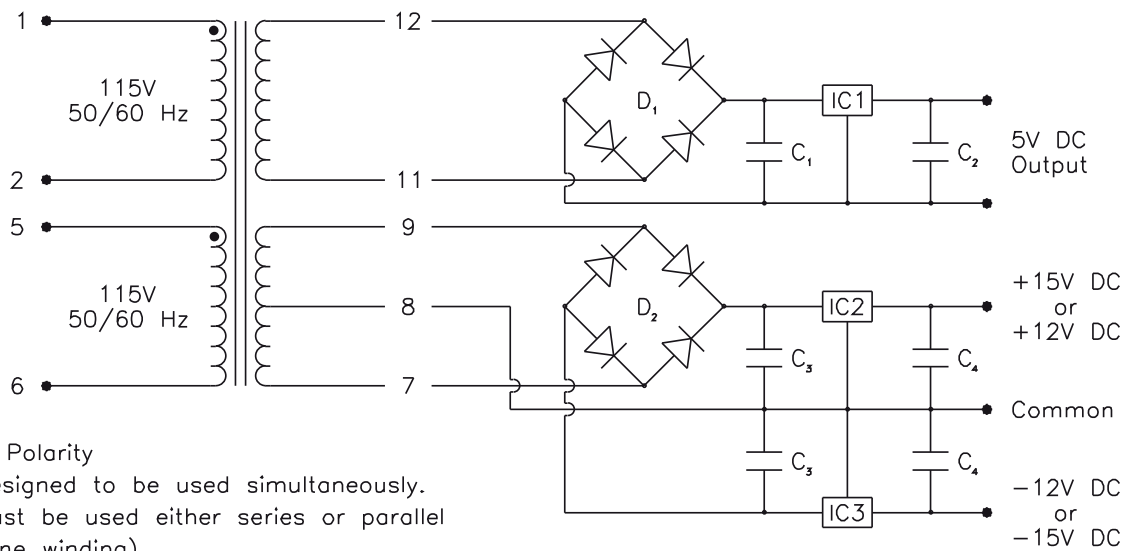 1
115V
50/60 Hz
2
5
115V
50/60 Hz
6
12
11
9
8
7
D₁
IC1
C₁
C₂
5V DC
Output
D₂
IC2
C₃
C₄
+15V DC
or
+12V DC
Common
C₃
C₄
IC3
−12V DC
or
−15V DC
Polarity
to be used simultaneously.
be used either series or parallel
winding)